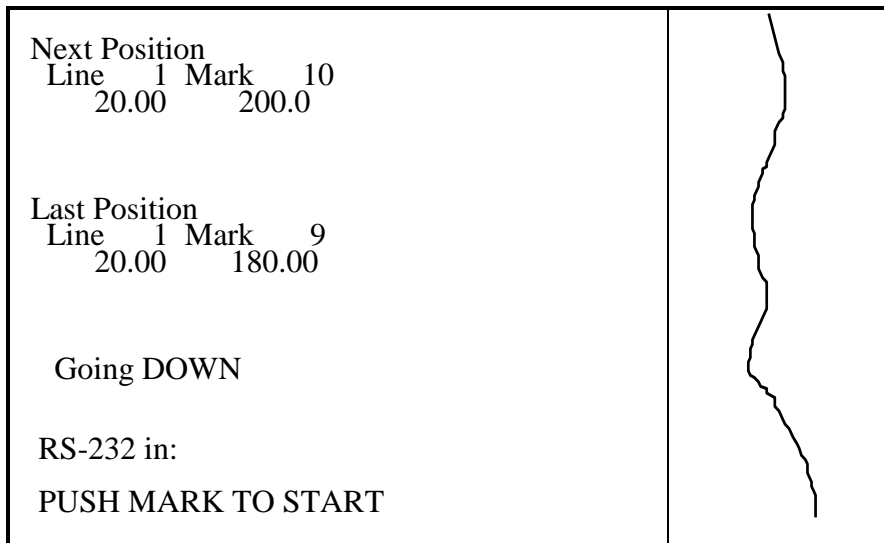 Next Position
Line 1 Mark 10
20.00 200.0
Last Position
Line 1 Mark 9
20.00 180.00
Going DOWN
RS-232 in:
PUSH MARK TO START